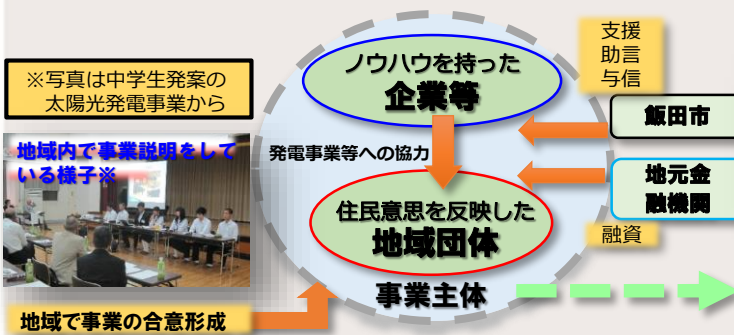 ※写真は中学生発案の
太陽光発電事業から
地域内で事業説明をして
いる様子※
地域で事業の合意形成
ノウハウを持った
企業等
発電事業等への協力
住民意思を反映した
地域団体
事業主体
支援
助言
与信
飯田市
地元金
融機関
融資